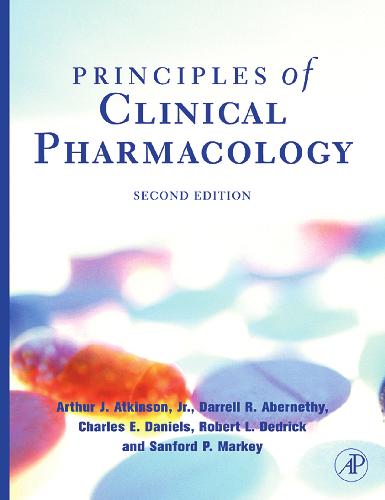 PRINCIPLES of
CLINICAL
PHARMACOLOGY
SECOND EDITION
Arthur J. Atkinson, Jr., Darrell R. Abernethy,
Charles E. Daniels, Robert L. Dedrick
and Sanford P. Markey
AP